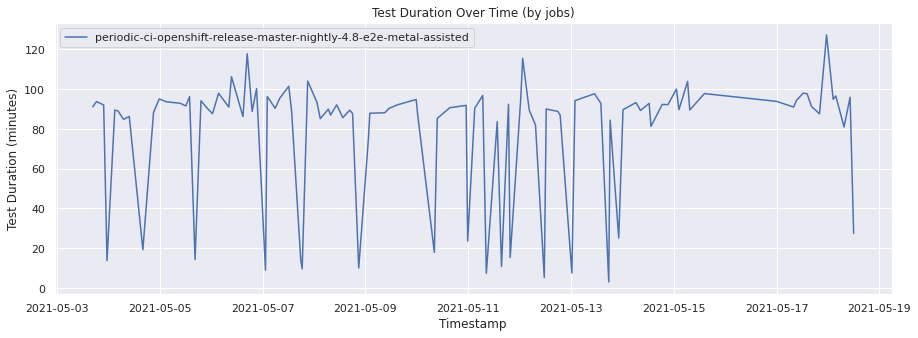 Test Duration Over Time (by jobs)
periodic-ci-openshift-release-master-nightly-4.8-e2e-metal-assisted
Test Duration (minutes)
120
100
80
60
40
20
0
2021-05-03 2021-05-05 2021-05-07 2021-05-09 2021-05-11 2021-05-13 2021-05-15 2021-05-17 2021-05-19
Timestamp